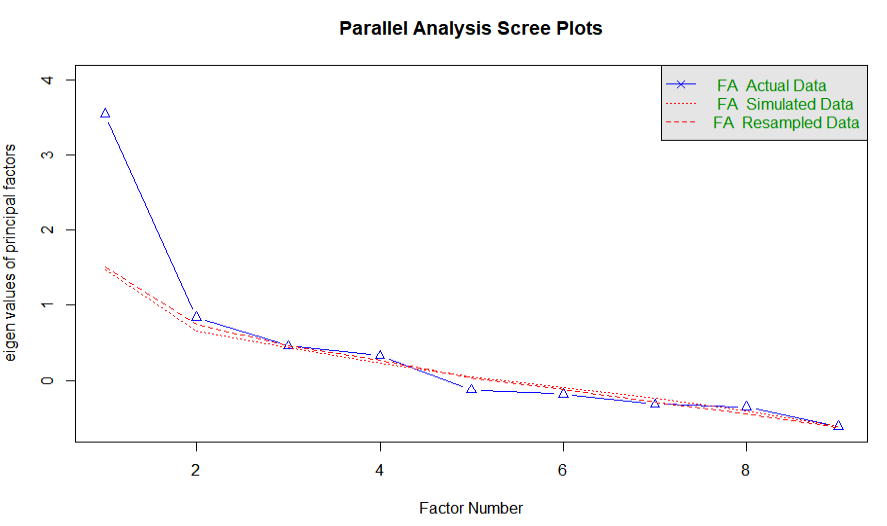 Parallel Analysis Scree Plots
eigen values of principal factors
4
3
2
1
0
FA Actual Data
FA Simulated Data
FA Resampled Data
2 4 6 8
Factor Number